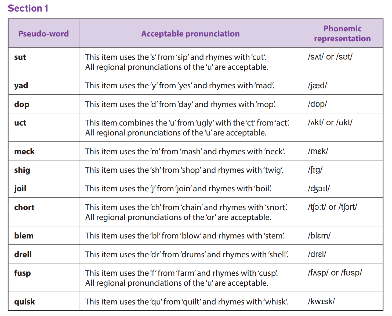 Section 1
Pseudo-word Acceptable pronunciation Phonemic representation
sut This item uses the 's' from 'sip' and rhymes with 'cut'. /sʌt/ or /sʊt/
All regional pronunciations of the 'u' are acceptable.
yad This item uses the 'y' from 'yes' and rhymes with 'mad'. /jæd/
dop This item uses the 'd' from 'day' and rhymes with 'mop'. /dɒp/
uct This item combines the 'u' from 'ugly' with the 'ct' from 'act'. /ʌkt/ or /ʊkt/
All regional pronunciations of the 'u' are acceptable.
meck This item uses the 'm' from 'mash' and rhymes with 'neck'. /mɛk/
shig This item uses the 'sh' from 'shop' and rhymes with 'twig'. /ʃɪg/
joil This item uses the 'j' from 'join' and rhymes with 'boil'. /ʤɔɪl/
chort This item uses the 'ch' from 'chain' and rhymes with 'snort'. /ʧɔːt/ or /ʧɔrt/
All regional pronunciations of the 'or' are acceptable.
blem This item uses the 'bl' from 'blow' and rhymes with 'stem'. /blɛm/
drell This item uses the 'dr' from 'drums' and rhymes with 'shell'. /drɛl/
fusp This item uses the 'f' from 'farm' and rhymes with 'cusp'. /fʌsp/ or /fʊsp/
All regional pronunciations of the 'u' are acceptable.
quisk This item uses the 'qu' from 'quilt' and rhymes with 'whisk'. /kwɪsk/